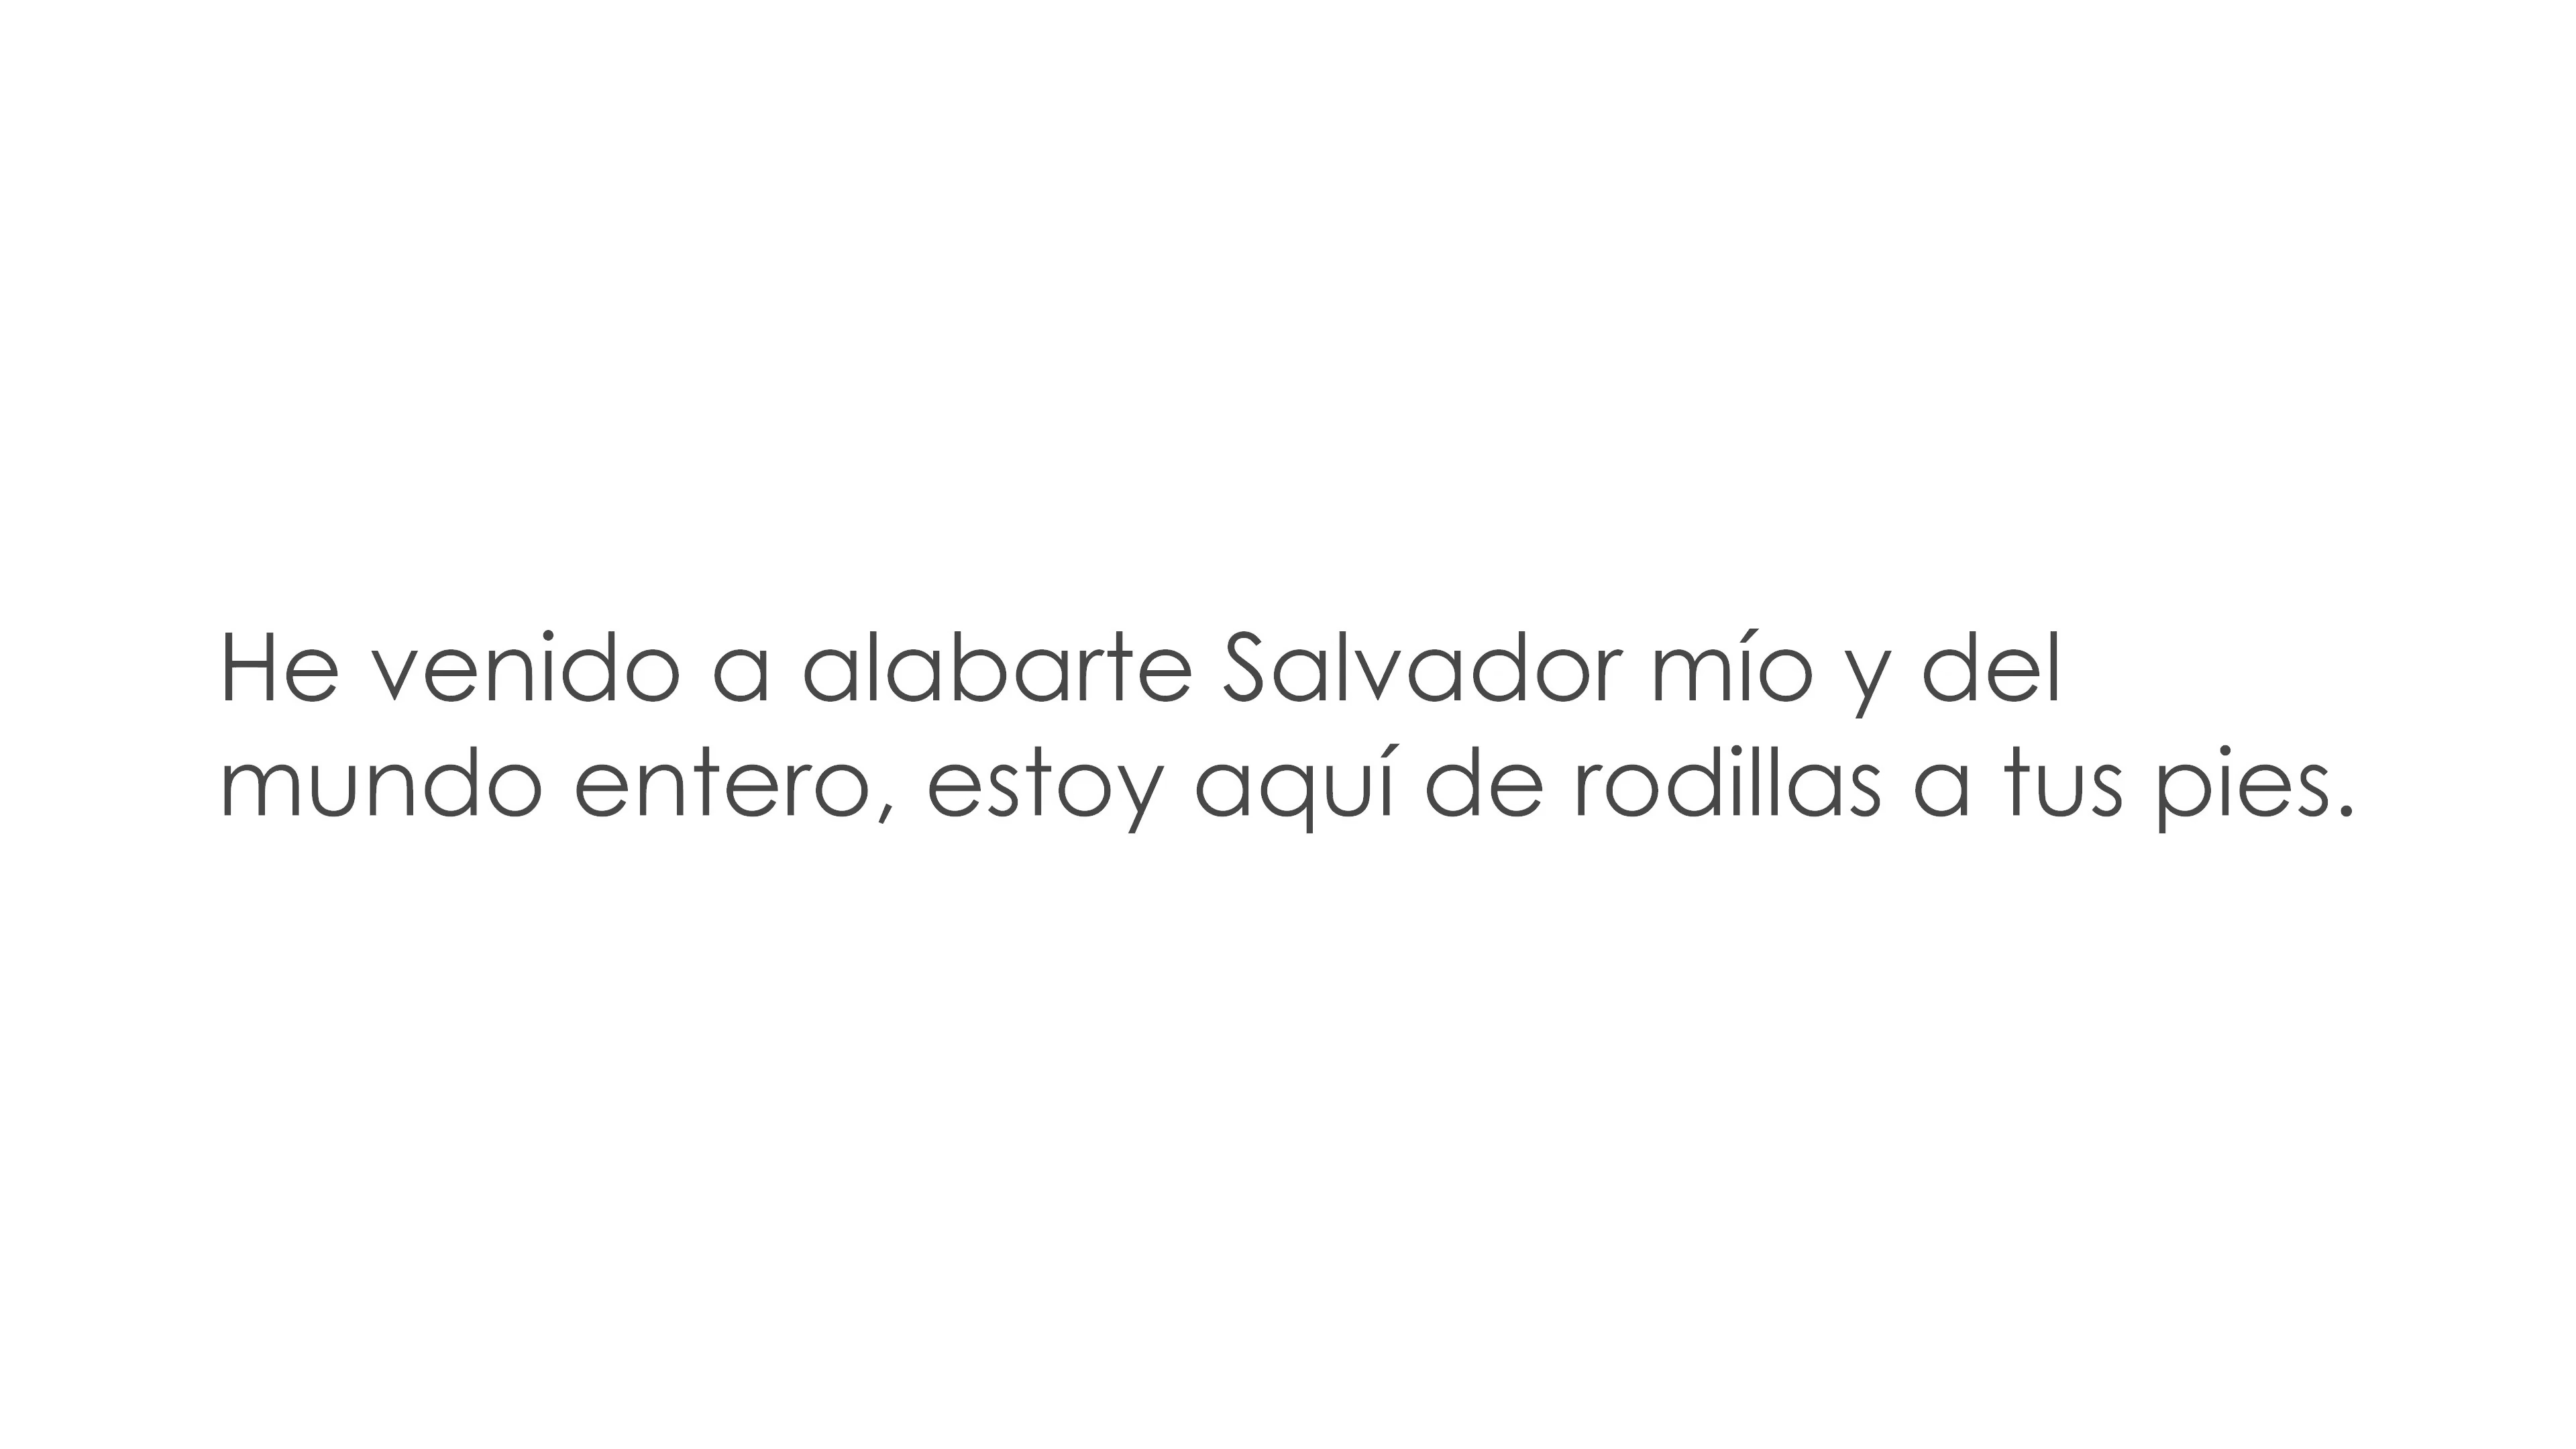 He venido a alabarte Salvador mío y del
mundo entero, estoy aquí de rodillas a tus pies.